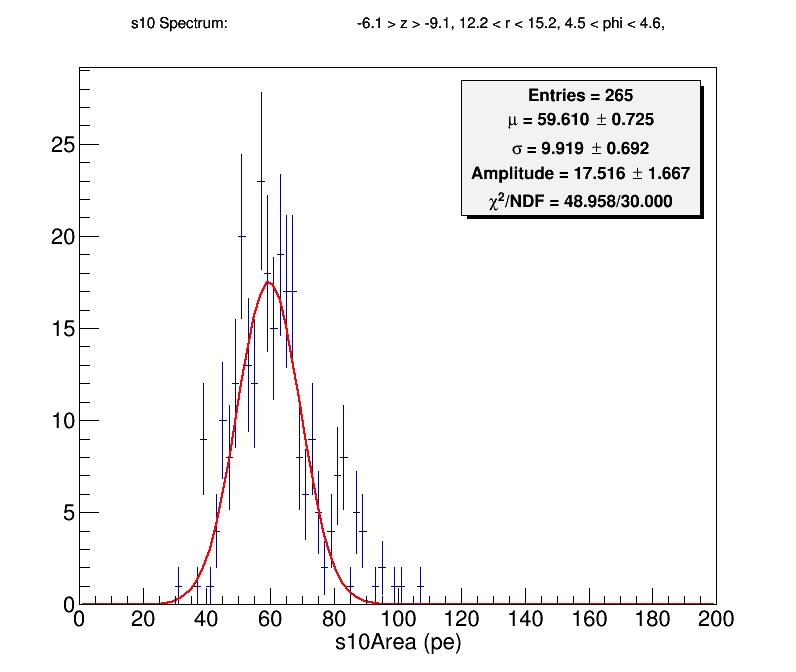 s10 Spectrum: -6.1 > z > -9.1, 12.2 < r < 15.2, 4.5 < phi < 4.6,
Entries = 265
μ = 59.610 ± 0.725
σ = 9.919 ± 0.692
Amplitude = 17.516 ± 1.667
χ²/NDF = 48.958/30.000
25
20
15
10
5
0
0 20 40 60 80 100 120 140 160 180 200
s10Area (pe)